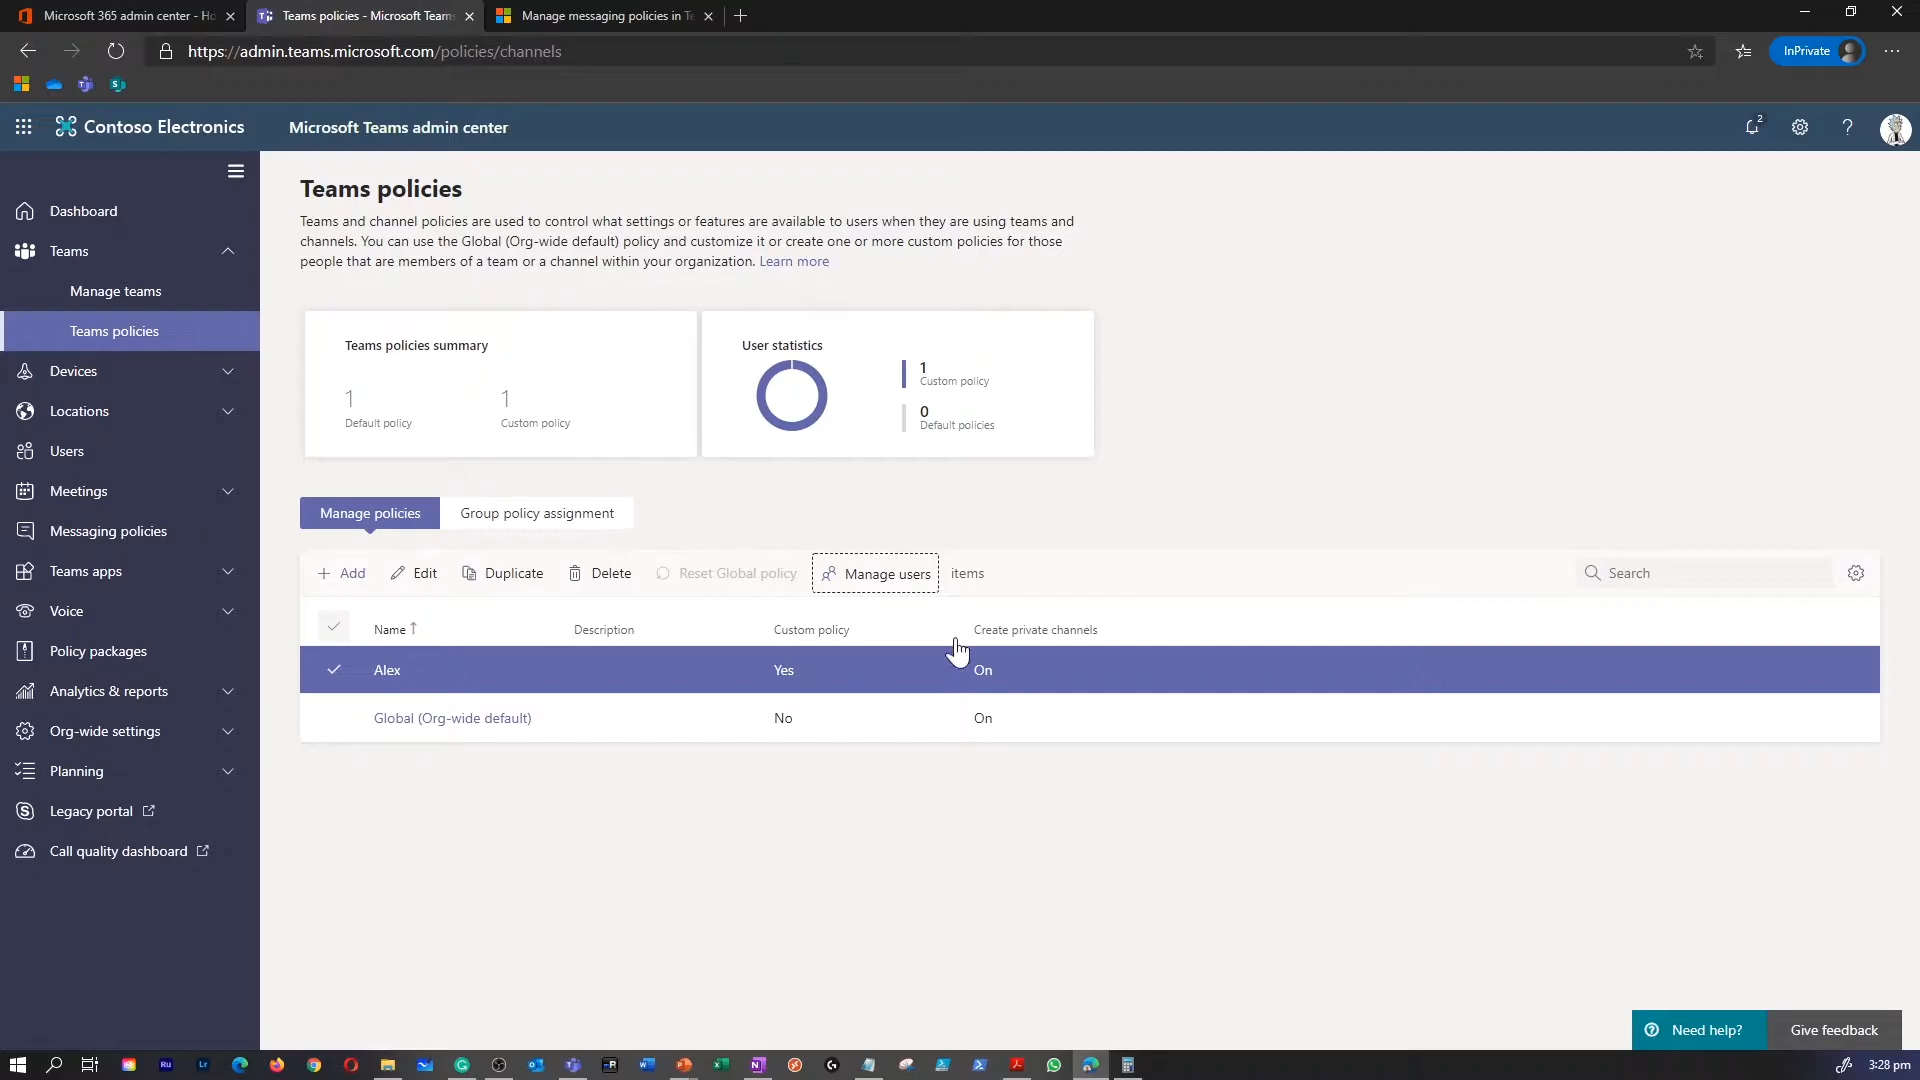 Microsoft 365 admin center - Ho
Teams policies - Microsoft Teams
Manage messaging policies in Te
https://admin.teams.microsoft.com/policies/channels
InPrivate
Contoso Electronics
Microsoft Teams admin center
2
Dashboard
Teams
Manage teams
Teams policies
Devices
Locations
Users
Meetings
Messaging policies
Teams apps
Voice
Policy packages
Analytics & reports
Org-wide settings
Planning
Legacy portal
Call quality dashboard
Teams policies
Teams and channel policies are used to control what settings or features are available to users when they are using teams and
channels. You can use the Global (Org-wide default) policy and customize it or create one or more custom policies for those
people that are members of a team or a channel within your organization. Learn more
Teams policies summary
1
Default policy
1
Custom policy
User statistics
1
Custom policy
0
Default policies
Manage policies
Group policy assignment
Add
Edit
Duplicate
Delete
Reset Global policy
Manage users
items
Search
Name
Description
Custom policy
Create private channels
Alex
Yes
On
Global (Org-wide default)
No
On
Need help?
Give feedback
3:28 pm